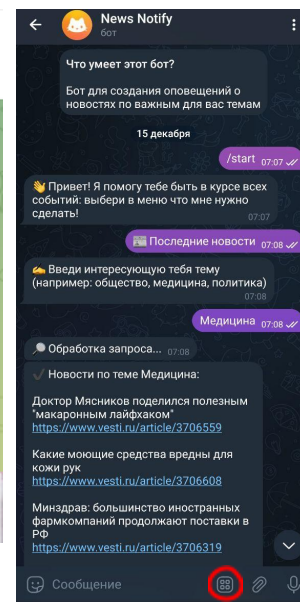 News Notify
бот
Что умеет этот бот?
Бот для создания оповещений о
новостях по важным для вас темам
15 декабря
/start 07:07
👋 Привет! Я помогу тебе быть в курсе всех
событий: выбери в меню что мне нужно
сделать! 07:07
📰 Последние новости 07:08
✍️ Введи интересующую тебя тему
(например: общество, медицина, политика)
07:08
Медицина 07:08
🔎 Обработка запроса... 07:08
✔️ Новости по теме Медицина:
Доктор Мясников поделился полезным
"макаронным лайфхаком"
https://www.vesti.ru/article/3706559
Какие моющие средства вредны для
кожи рук
https://www.vesti.ru/article/3706608
Минздрав: большинство иностранных
фармкомпаний продолжают поставки в
РФ
https://www.vesti.ru/article/3706319
Сообщение